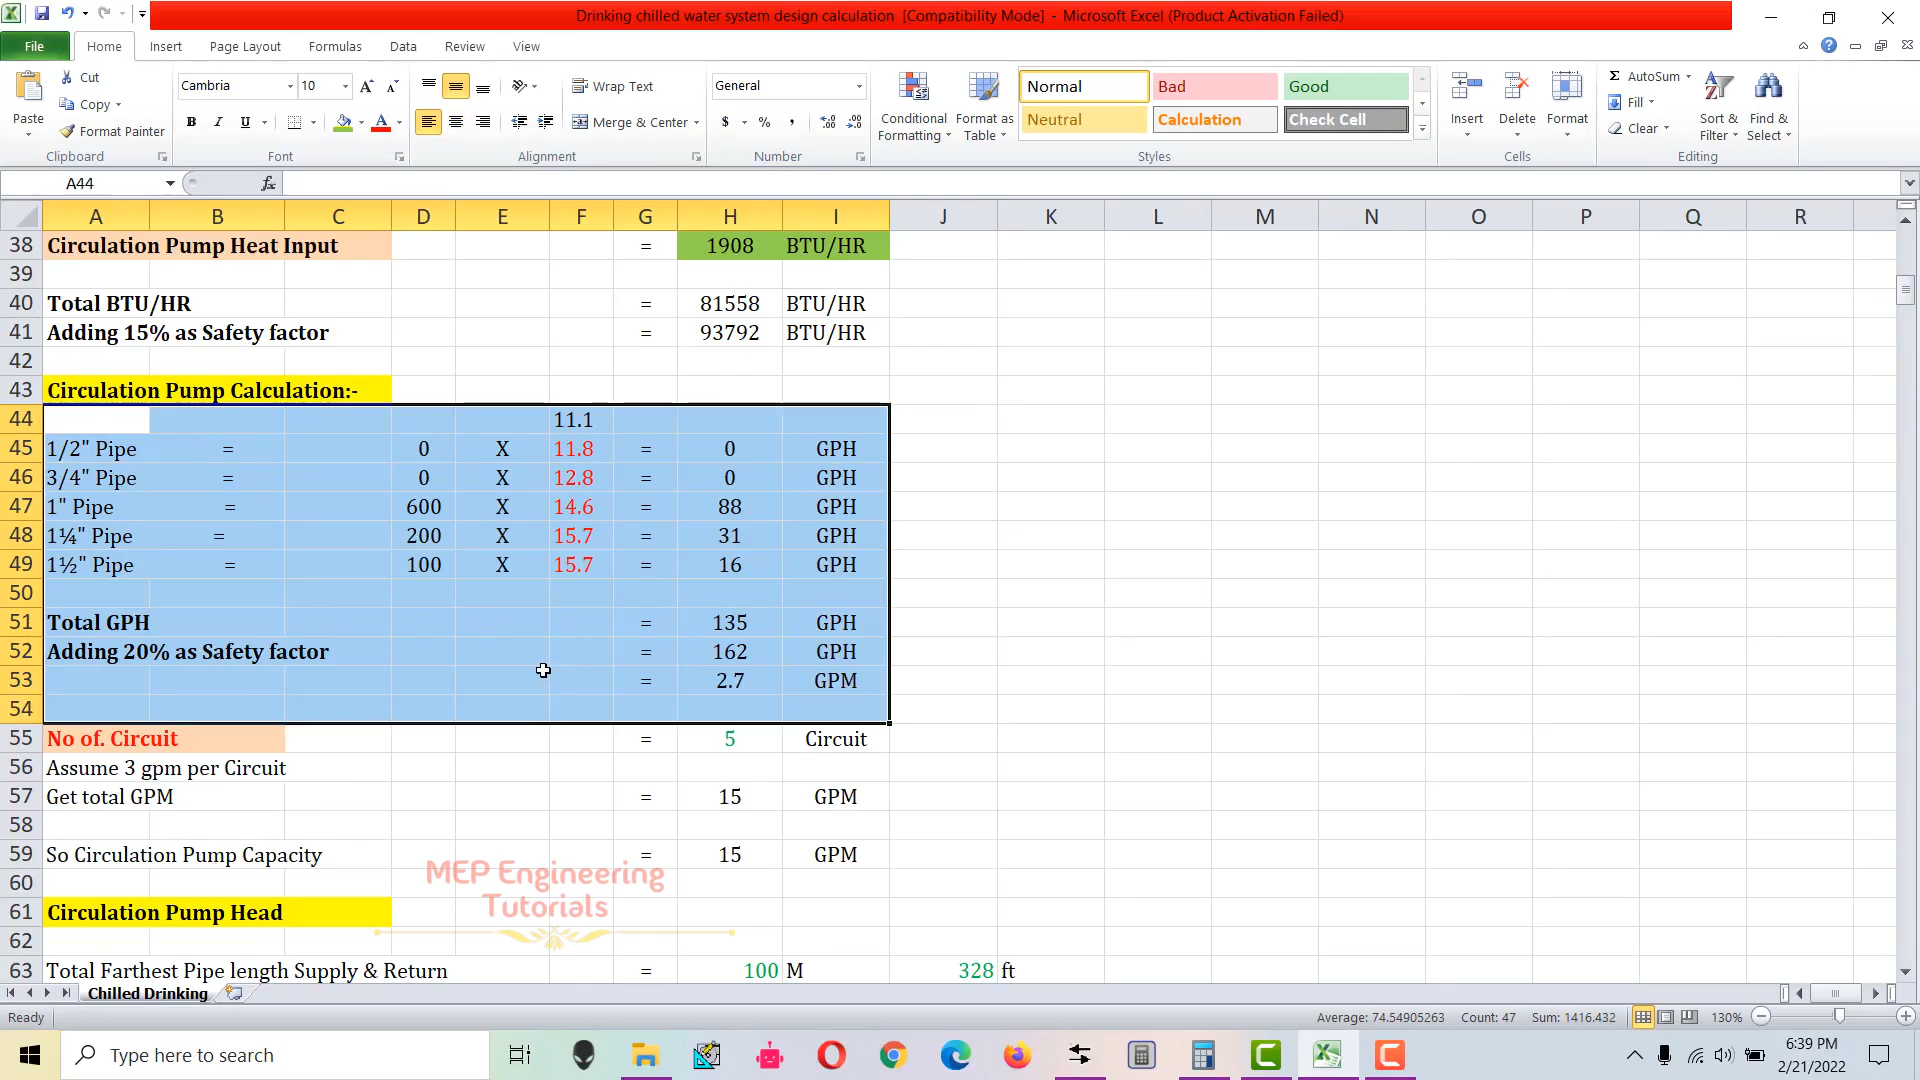 Drinking chilled water system design calculation [Compatibility Mode] - Microsoft Excel (Product Activation Failed)
File Home Insert Page Layout Formulas Data Review View
Paste Cut Copy Format Painter Clipboard
Cambria 10 A A B I U A Font
Wrap Text Merge & Center Alignment
General $ % , Number
Conditional Formatting Format as Table
Normal Bad Good
Neutral Calculation Check Cell
Styles
Insert Delete Format Cells
AutoSum Fill Clear Sort & Filter Find & Select Editing
A44 fx
A B C D E F G H I J K L M N O P Q R
38 Circulation Pump Heat Input = 1908 BTU/HR
39
40 Total BTU/HR = 81558 BTU/HR
41 Adding 15% as Safety factor = 93792 BTU/HR
42
43 Circulation Pump Calculation:-
44 11.1
45 1/2" Pipe = 0 X 11.8 = 0 GPH
46 3/4" Pipe = 0 X 12.8 = 0 GPH
47 1" Pipe = 600 X 14.6 = 88 GPH
48 1¼" Pipe = 200 X 15.7 = 31 GPH
49 1½" Pipe = 100 X 15.7 = 16 GPH
50
51 Total GPH = 135 GPH
52 Adding 20% as Safety factor = 162 GPH
53 = 2.7 GPM
54
55 No of. Circuit = 5 Circuit
56 Assume 3 gpm per Circuit
57 Get total GPM = 15 GPM
58
59 So Circulation Pump Capacity = 15 GPM
MEP Engineering
60
Tutorials
61 Circulation Pump Head
62
63 Total Farthest Pipe length Supply & Return = 100 M 328 ft
Chilled Drinking
Ready Average: 74.54905263 Count: 47 Sum: 1416.432 130%
Type here to search
6:39 PM
2/21/2022